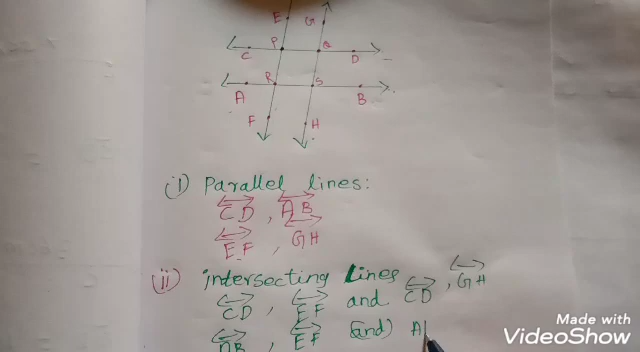 E G
P Q
C D
R S
A B
F H
(i) Parallel lines:
CD, AB
EF, GH
(ii) intersecting Lines
CD, EF and CD, GH
AB, EF (and) A
Made with
VideoShow